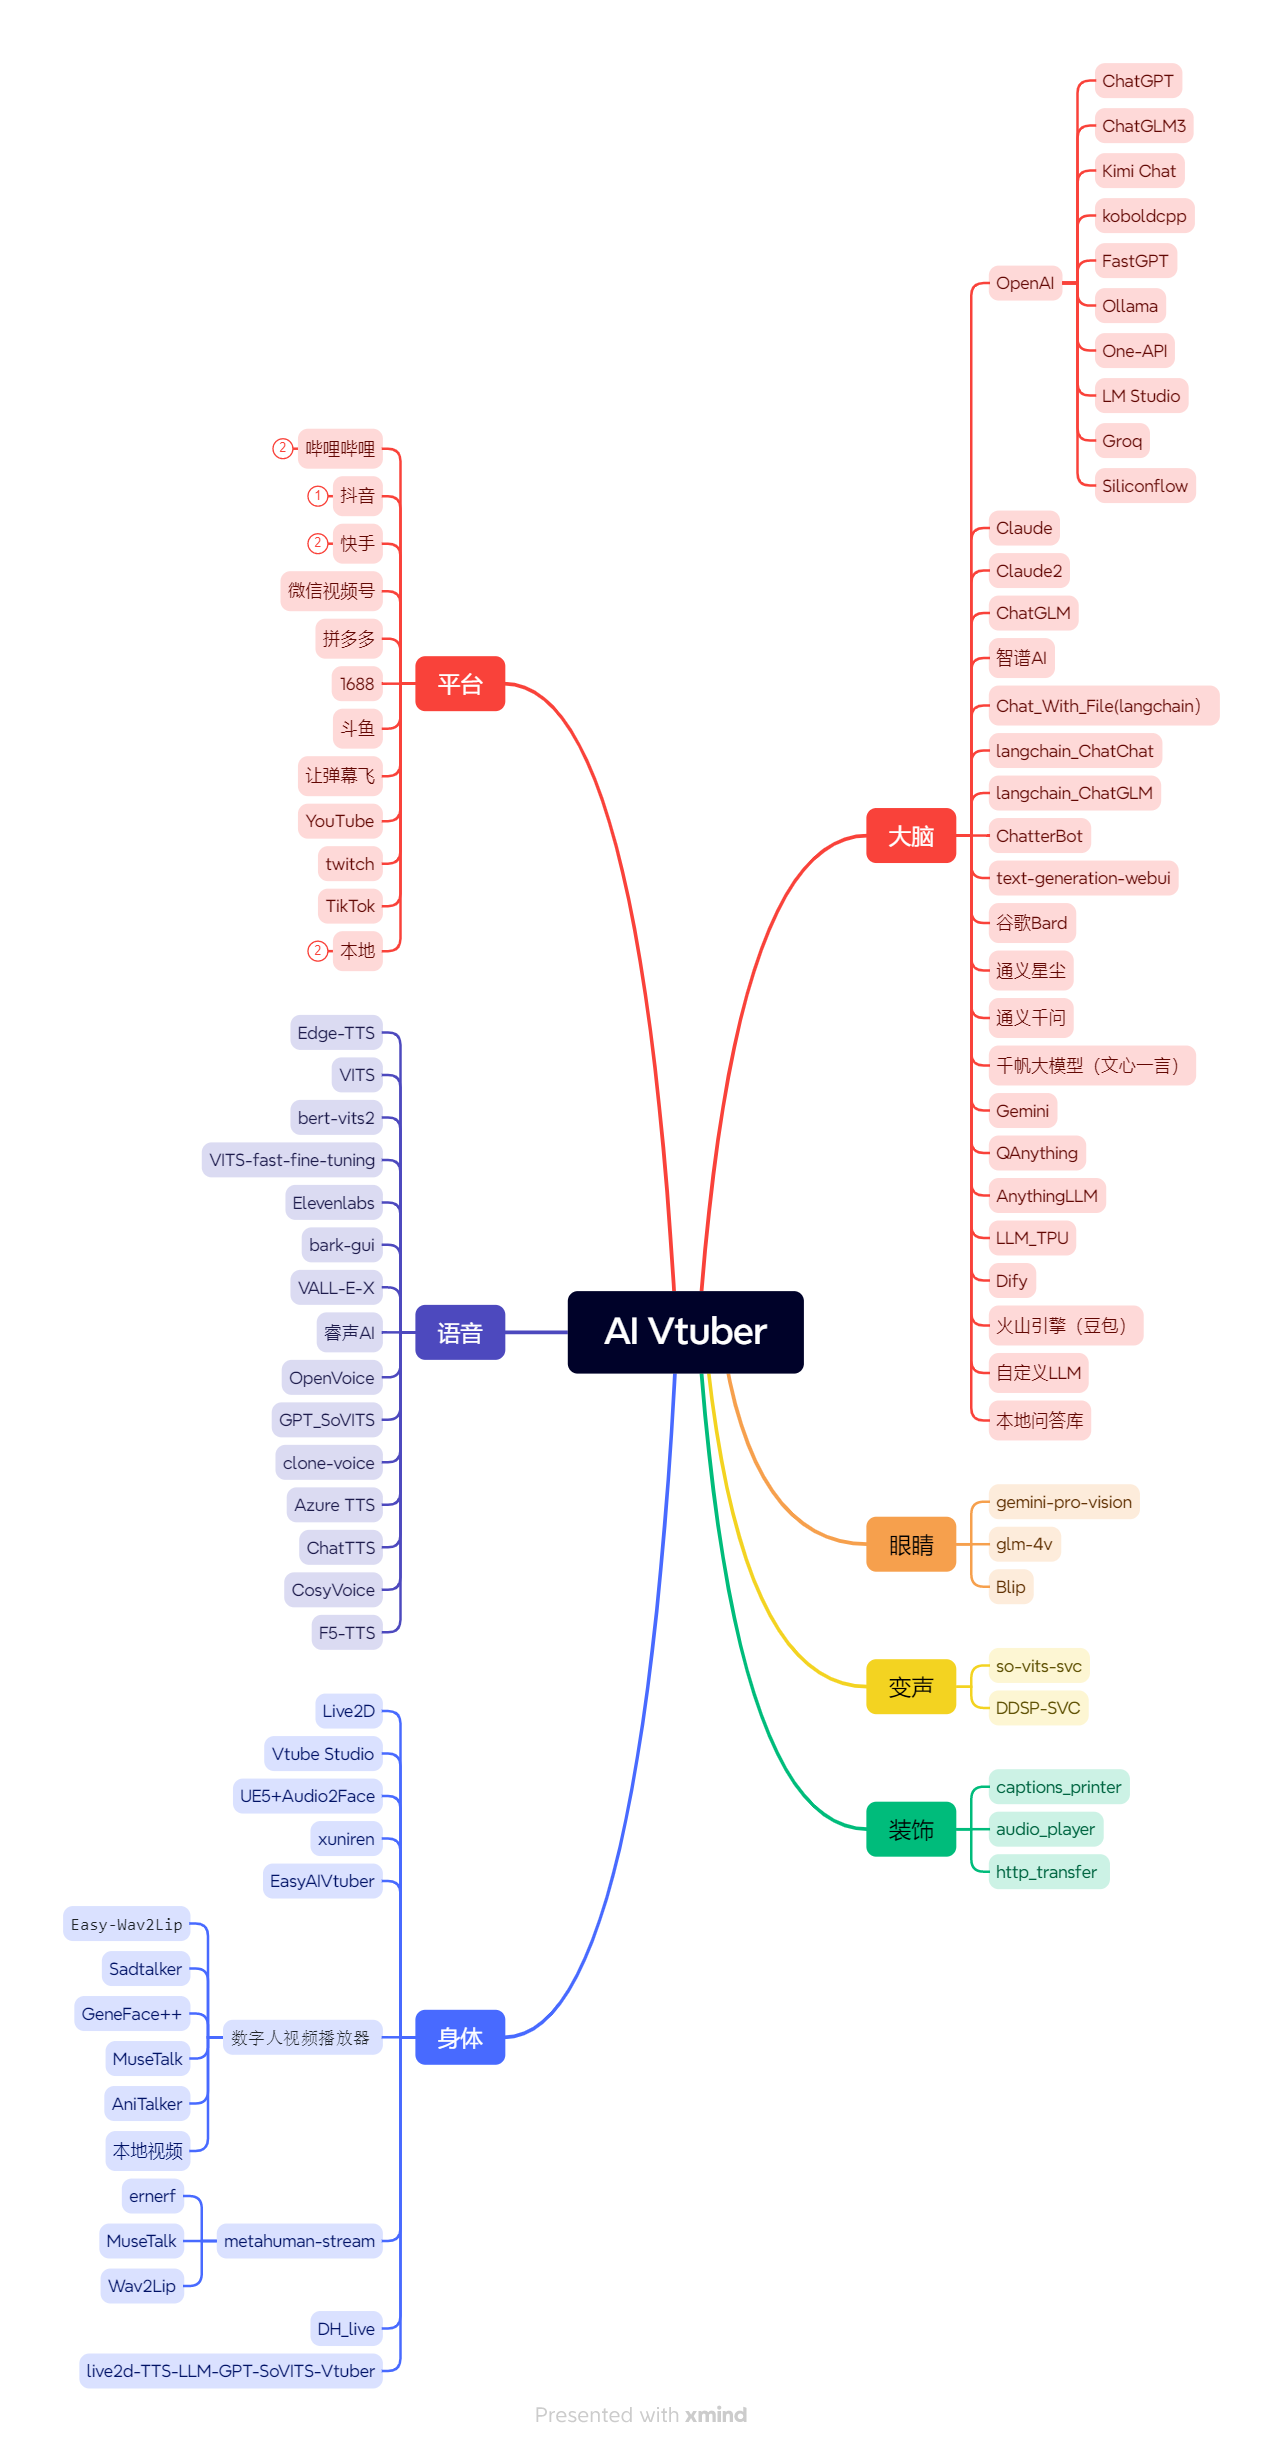 AI Vtuber
平台
2
哔哩哔哩
1
抖音
2
快手
微信视频号
拼多多
1688
斗鱼
让弹幕飞
YouTube
twitch
TikTok
2
本地
语音
Edge-TTS
VITS
bert-vits2
VITS-fast-fine-tuning
Elevenlabs
bark-gui
VALL-E-X
睿声AI
OpenVoice
GPT_SoVITS
clone-voice
Azure TTS
ChatTTS
CosyVoice
F5-TTS
身体
Live2D
Vtube Studio
UE5+Audio2Face
xuniren
EasyAIVtuber
数字人视频播放器
Easy-Wav2Lip
Sadtalker
GeneFace++
MuseTalk
AniTalker
本地视频
metahuman-stream
ernerf
MuseTalk
Wav2Lip
DH_live
live2d-TTS-LLM-GPT-SoVITS-Vtuber
大脑
OpenAI
ChatGPT
ChatGLM3
Kimi Chat
koboldcpp
FastGPT
Ollama
One-API
LM Studio
Groq
Siliconflow
Claude
Claude2
ChatGLM
智谱AI
Chat_With_File(langchain）
langchain_ChatChat
langchain_ChatGLM
ChatterBot
text-generation-webui
谷歌Bard
通义星尘
通义千问
千帆大模型（文心一言）
Gemini
QAnything
AnythingLLM
LLM_TPU
Dify
火山引擎（豆包）
自定义LLM
本地问答库
眼睛
gemini-pro-vision
glm-4v
Blip
变声
so-vits-svc
DDSP-SVC
装饰
captions_printer
audio_player
http_transfer
Presented with xmind